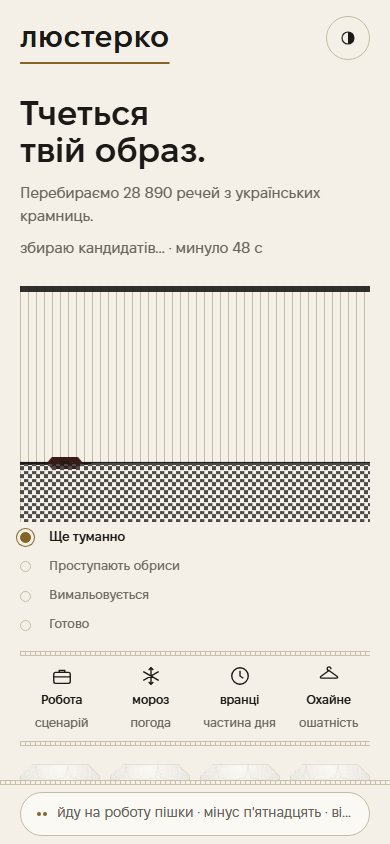 люстерко
Тчеться
твій образ.
Перебираємо 28 890 речей з українських
крамниць.
збираю кандидатів... · минуло 48 с
Ще туманно
Проступають обриси
Вимальовується
Готово
Робота мороз вранці Охайне
сценарій погода частина дня ошатність
йду на роботу пішки · мінус п'ятнадцять · ві...